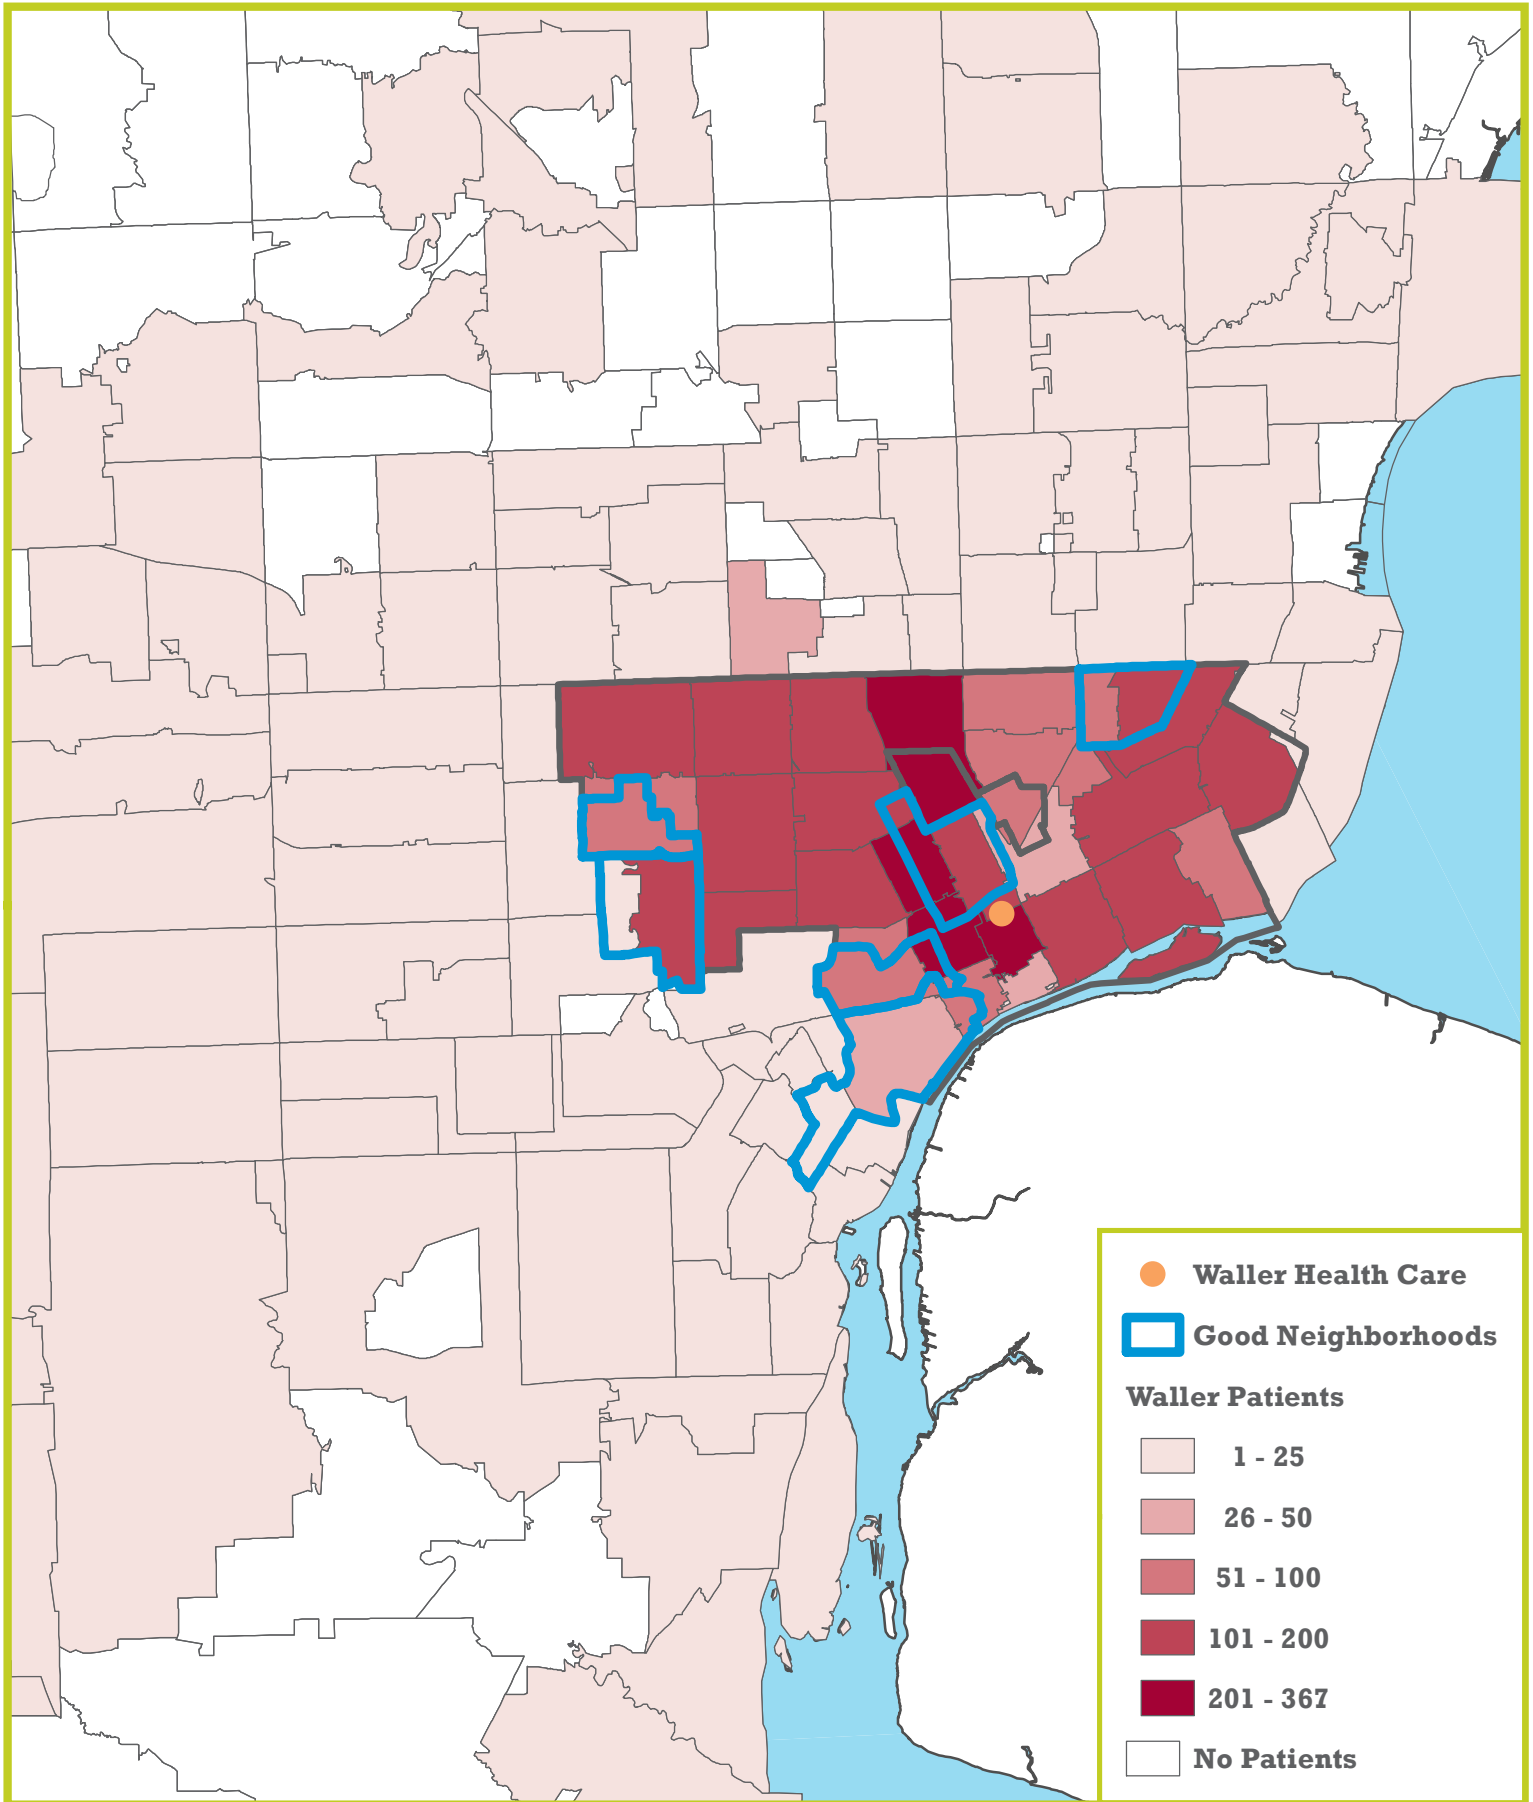 Waller Health Care
Good Neighborhoods
Waller Patients
1 - 25
26 - 50
51 - 100
101 - 200
201 - 367
No Patients